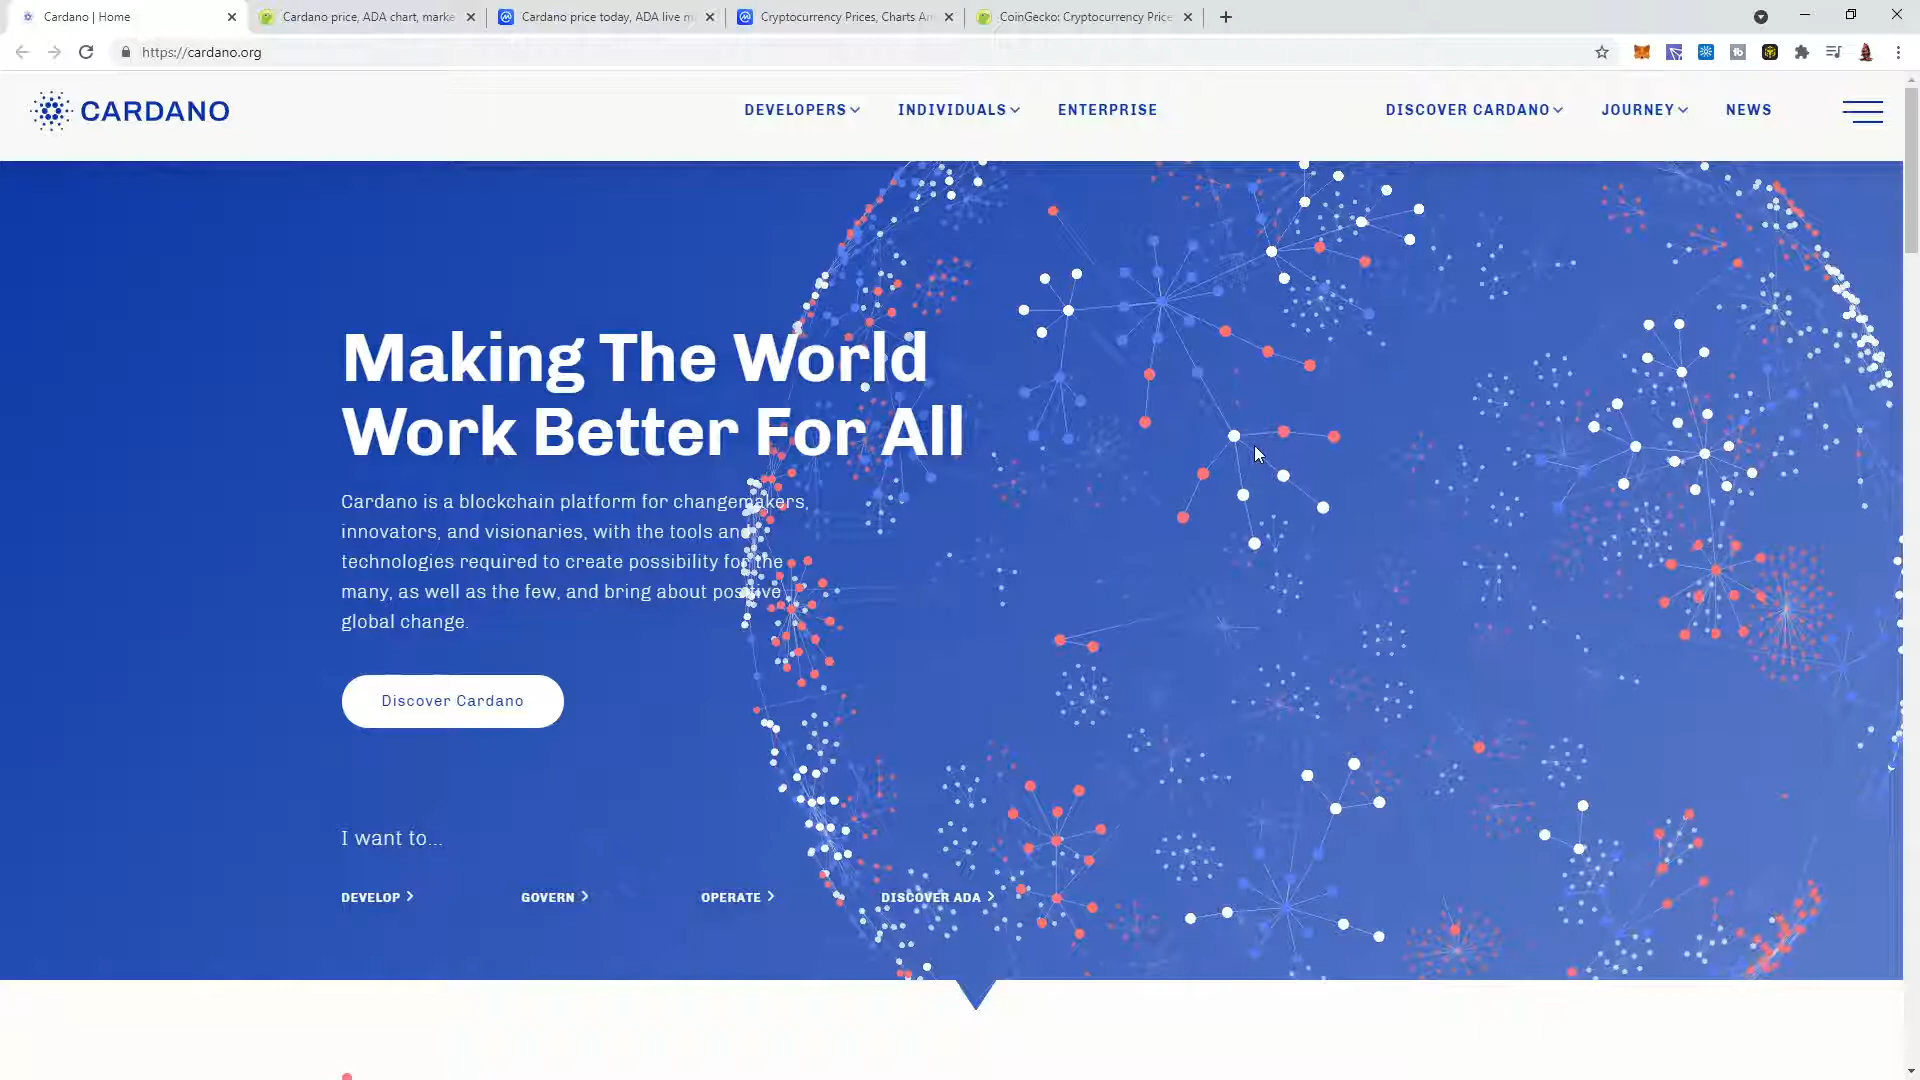 Cardano | Home
Cardano price, ADA chart, marke
Cardano price today, ADA live m
Cryptocurrency Prices, Charts An
CoinGecko: Cryptocurrency Price
https://cardano.org
CARDANO
DEVELOPERS
INDIVIDUALS
ENTERPRISE
DISCOVER CARDANO
JOURNEY
NEWS
Making The World
Work Better For All
Cardano is a blockchain platform for changemakers,
innovators, and visionaries, with the tools and
technologies required to create possibility for the
many, as well as the few, and bring about positive
global change.
Discover Cardano
I want to...
DEVELOP
GOVERN
OPERATE
DISCOVER ADA